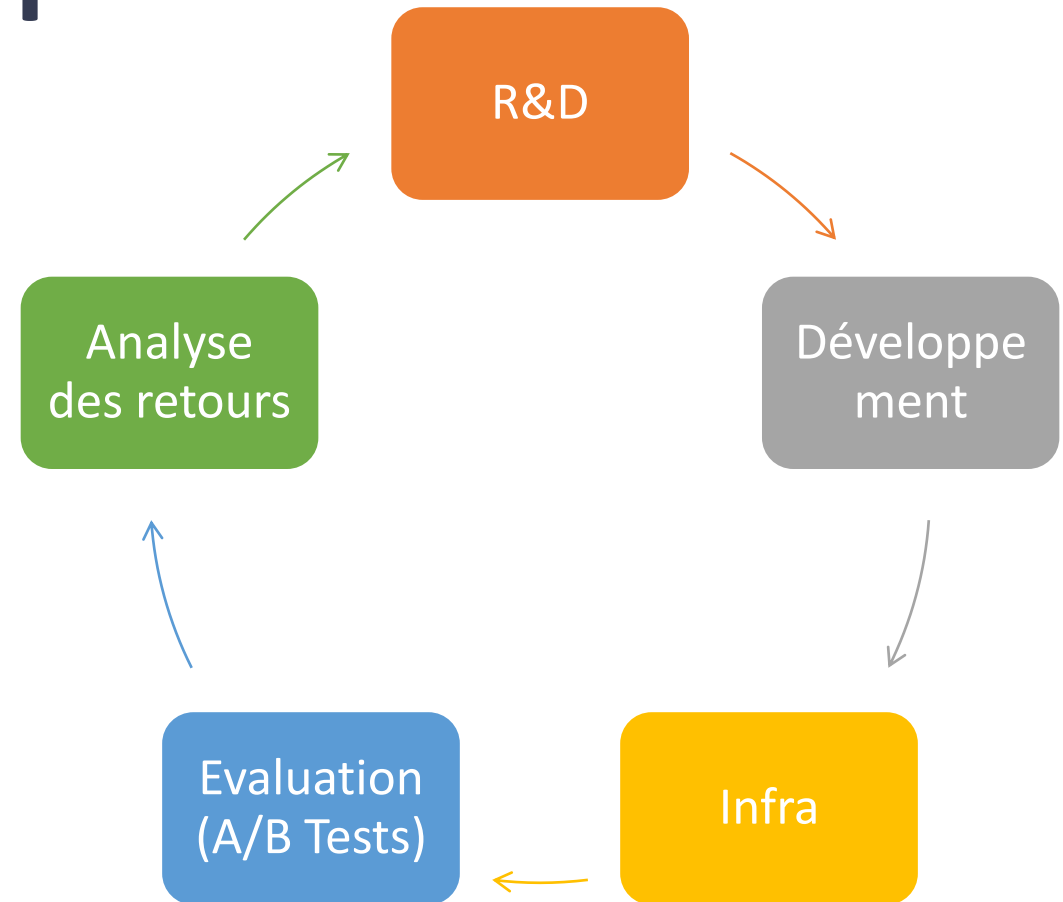 R&D
Développe
ment
Infra
Evaluation
(A/B Tests)
Analyse
des retours